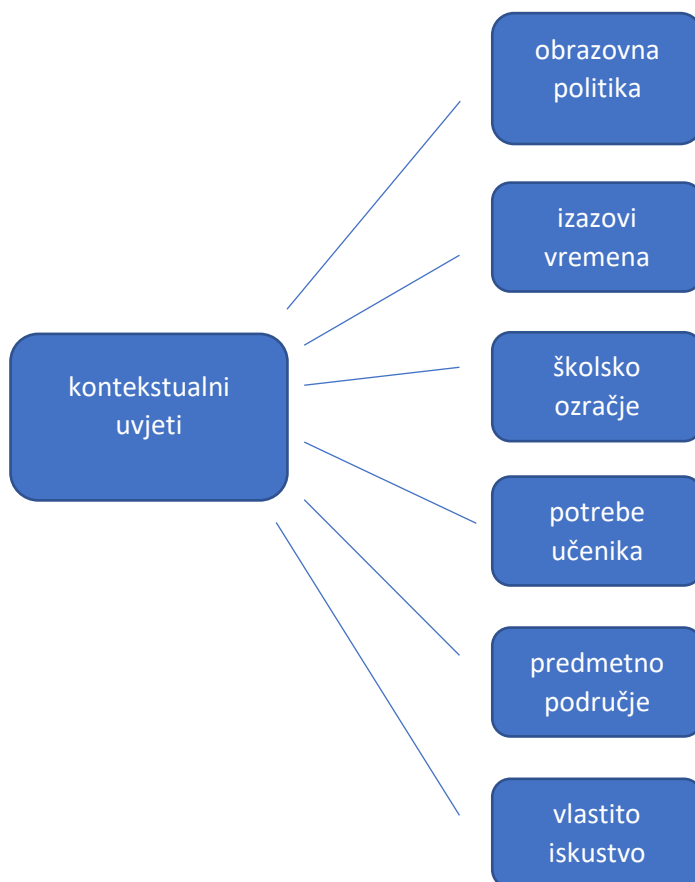 obrazovna
politika
izazovi
vremena
školsko
ozračje
kontekstualni
uvjeti
potrebe
učenika
predmetno
područje
vlastito
iskustvo